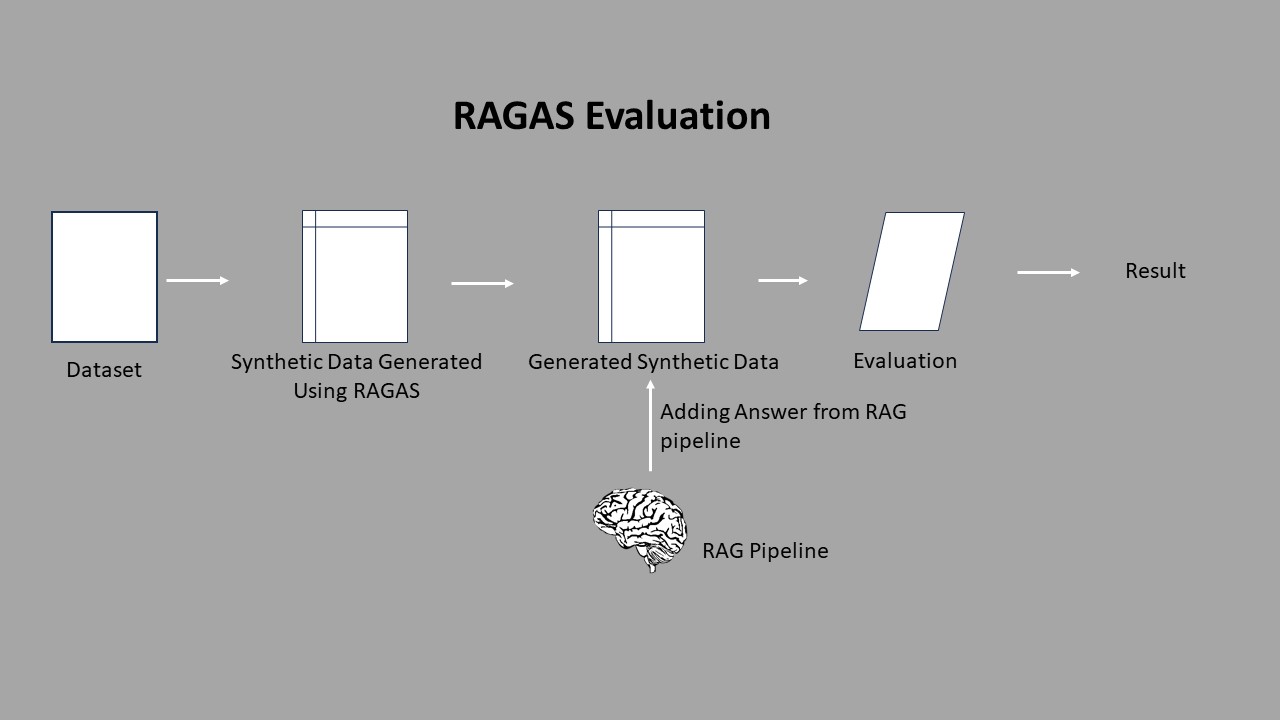 RAGAS Evaluation
Dataset
Synthetic Data Generated
Using RAGAS
Generated Synthetic Data
Evaluation
Result
Adding Answer from RAG
pipeline
RAG Pipeline